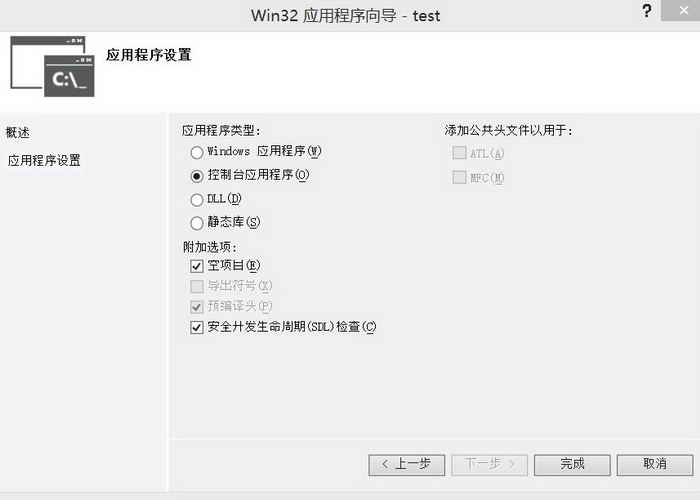 Win32 应用程序向导 - test
?
×
C:\_
应用程序设置
概述
应用程序设置
应用程序类型:
Windows 应用程序(W)
控制台应用程序(O)
DLL(D)
静态库(S)
附加选项:
空项目(E)
导出符号(X)
预编译头(P)
安全开发生命周期(SDL)检查(C)
添加公共头文件以用于:
ATL(A)
MFC(M)
< 上一步
下一步 >
完成
取消